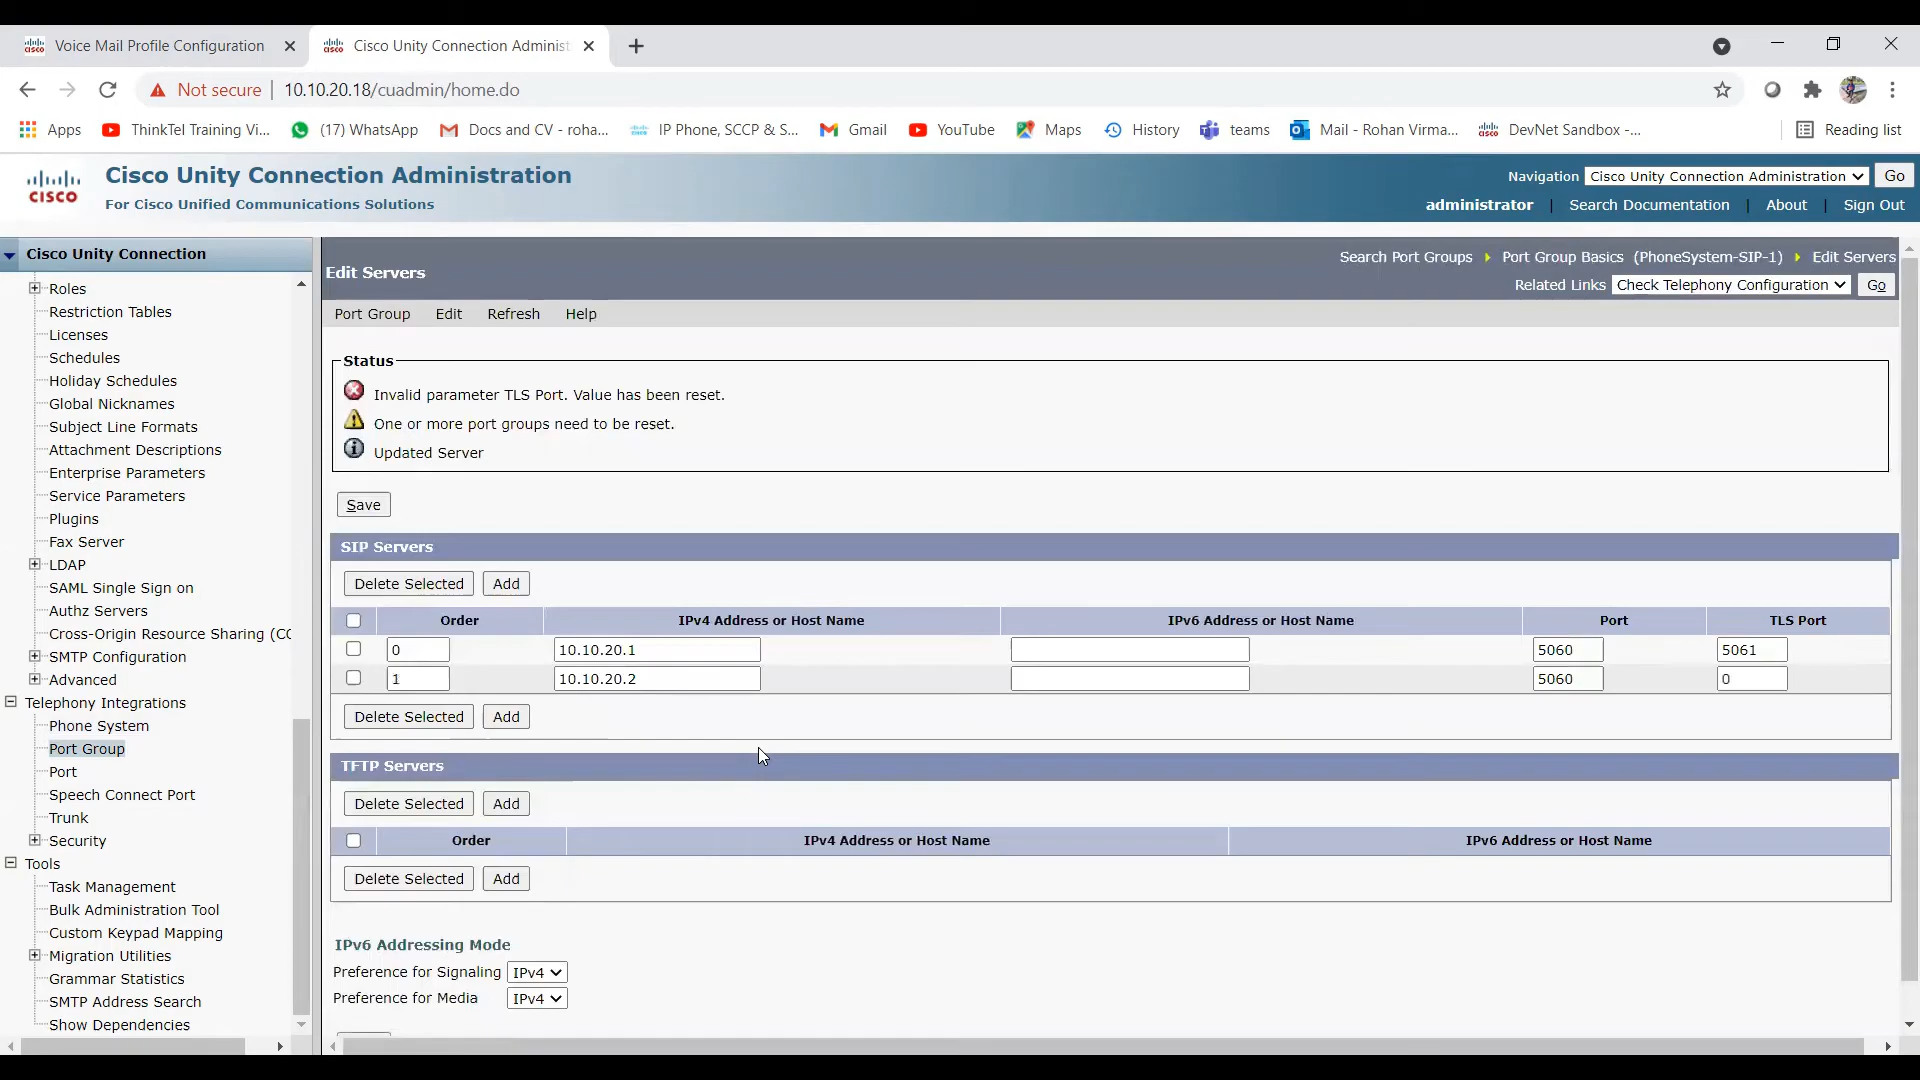 Voice Mail Profile Configuration
Cisco Unity Connection Administ
Not secure
10.10.20.18/cuadmin/home.do
Apps
ThinkTel Training Vi...
(17) WhatsApp
Docs and CV - roha...
IP Phone, SCCP & S...
Gmail
YouTube
Maps
History
teams
Mail - Rohan Virma...
DevNet Sandbox -...
Reading list
CISCO
Cisco Unity Connection Administration
For Cisco Unified Communications Solutions
Navigation Cisco Unity Connection Administration Go
administrator | Search Documentation | About | Sign Out
Cisco Unity Connection
Roles
Restriction Tables
Licenses
Schedules
Holiday Schedules
Global Nicknames
Subject Line Formats
Attachment Descriptions
Enterprise Parameters
Service Parameters
Plugins
Fax Server
LDAP
SAML Single Sign on
Authz Servers
Cross-Origin Resource Sharing (CO
SMTP Configuration
Advanced
Telephony Integrations
Phone System
Port Group
Port
Speech Connect Port
Trunk
Security
Tools
Task Management
Bulk Administration Tool
Custom Keypad Mapping
Migration Utilities
Grammar Statistics
SMTP Address Search
Show Dependencies
Edit Servers
Search Port Groups Port Group Basics (PhoneSystem-SIP-1) Edit Servers
Related Links Check Telephony Configuration Go
Port Group Edit Refresh Help
Status
Invalid parameter TLS Port. Value has been reset.
One or more port groups need to be reset.
Updated Server
Save
SIP Servers
Delete Selected Add
Order IPv4 Address or Host Name IPv6 Address or Host Name Port TLS Port
0 10.10.20.1 5060 5061
1 10.10.20.2 5060 0
Delete Selected Add
TFTP Servers
Delete Selected Add
Order IPv4 Address or Host Name IPv6 Address or Host Name
Delete Selected Add
IPv6 Addressing Mode
Preference for Signaling IPv4
Preference for Media IPv4